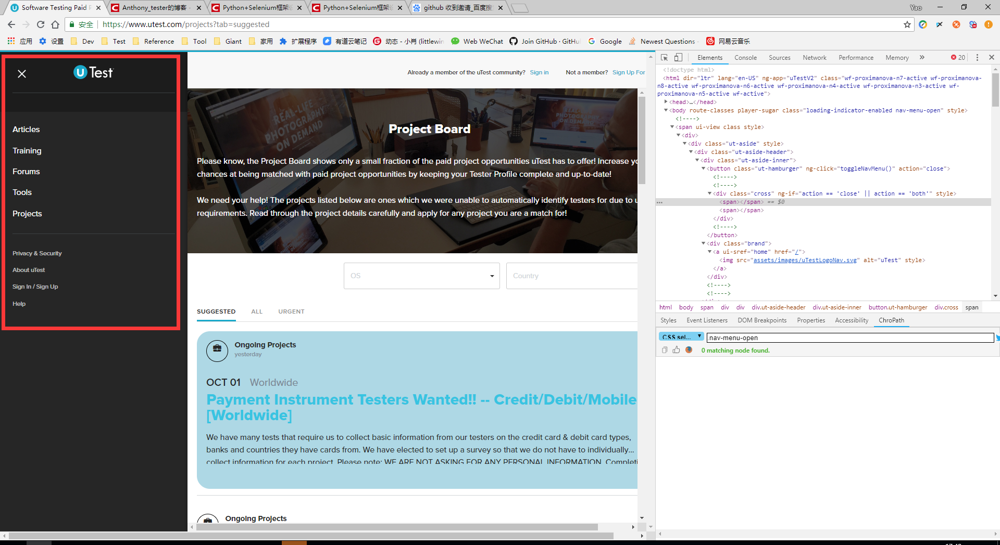 Software Testing Paid P
Anthony_tester的博客 -
Python+Selenium框架设
Python+Selenium框架设
github 收到邀请_百度搜
Yao
安全
https://www.utest.com/projects?tab=suggested
应用
设置
Dev
Test
Reference
Tool
Giant
家用
扩展程序
有道云笔记
动态 - 小肖 (littlewin
Web WeChat
Join GitHub · GitHu
Google
Newest Questions -
网易云音乐
uTest
Articles
Training
Forums
Tools
Projects
Privacy & Security
About uTest
Sign In / Sign Up
Help
Already a member of the uTest community? Sign in
Not a member? Sign Up For
REAL-LIFE
PHOTOGRAPHY
ON DEMAND
Project Board
Please know, the Project Board shows only a small fraction of the paid project opportunities uTest has to offer! Increase yo
chances at being matched with paid project opportunities by keeping your Tester Profile complete and up-to-date!
We need your help! The projects listed below are ones which we were unable to automatically identify testers for due to u
requirements. Read through the project details carefully and apply for any project you are a match for!
OS
Country
SUGGESTED
ALL
URGENT
Ongoing Projects
yesterday
OCT 01 Worldwide
Payment Instrument Testers Wanted!! -- Credit/Debit/Mobile
[Worldwide]
We have many tests that require us to collect basic information from our testers on the credit card & debit card types,
banks and countries they have cards from. We have elected to set up a survey so that we do not have to individually...
collect information for each project. Please note: WE ARE NOT ASKING FOR ANY PERSONAL INFORMATION. Completi
Ongoing Projects
Elements
Console
Sources
Network
Performance
Memory
»
20
<!doctype html>
<html dir="ltr" lang="en-US" ng-app="uTestV2" class="wf-proximanova-n7-active wf-proximanova-
n8-active wf-proximanova-n6-active wf-proximanova-n4-active wf-proximanova-n3-active wf-
proximanova-n5-active wf-active">
<head>…</head>
<body route-classes player-sugar class="loading-indicator-enabled nav-menu-open" style>
<!---->
<span ui-view class style>
<div>
<div class="ut-aside" style>
<div class="ut-aside-header">
<div class="ut-aside-inner">
<button class="ut-hamburger" ng-click="toggleNavMenu()" action="close">
<!---->
<!---->
<div class="cross" ng-if="action == 'close' || action == 'both'" style>
<span></span> == $0
<span></span>
</div>
<!---->
</button>
<div class="brand">
<a ui-sref="home" href="/">
<img src="assets/images/uTestLogoNav.svg" alt="uTest" style>
</a>
</div>
<!---->
<!---->
html body span div div div.ut-aside-header div.ut-aside-inner button.ut-hamburger div.cross span
Styles
Event Listeners
DOM Breakpoints
Properties
Accessibility
ChroPath
CSS sel...
.nav-menu-open
0 matching node found.